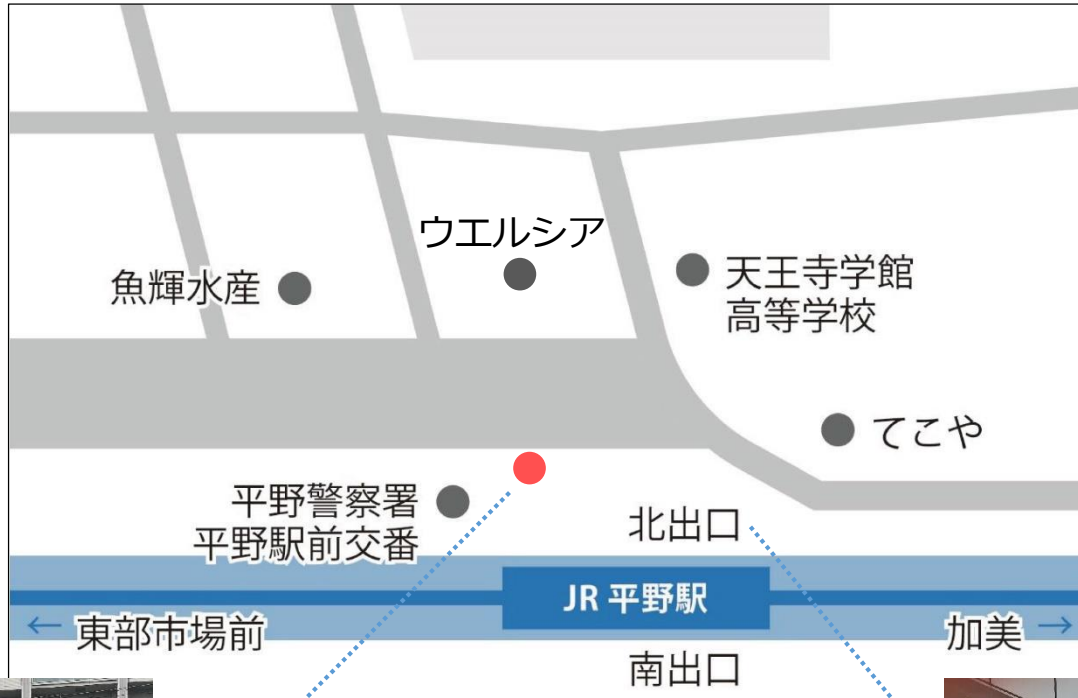 ウエルシア
魚輝水産
天王寺学館
高等学校
てこや
平野警察署
平野駅前交番
北出口
JR 平野駅
← 東部市場前
加美 →
南出口